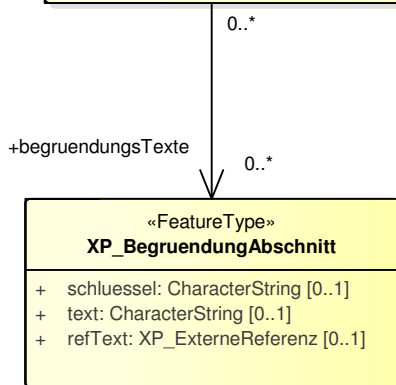 0..*
+begruendungsTexte
0..*
«FeatureType»
XP_BegruendungAbschnitt
+ schluessel: CharacterString [0..1]
+ text: CharacterString [0..1]
+ refText: XP_ExterneReferenz [0..1]